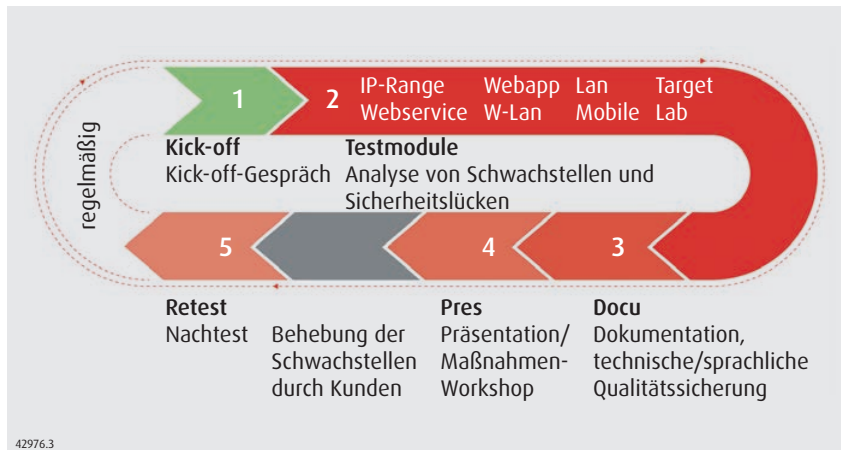 1
2
IP-Range Webapp Lan Target
Webservice W-Lan Mobile Lab
regelmäßig
Kick-off
Kick-off-Gespräch
Testmodule
Analyse von Schwachstellen und
Sicherheitslücken
5
4
3
Retest
Nachtest
Behebung der
Schwachstellen
durch Kunden
Pres
Präsentation/
Maßnahmen-
Workshop
Docu
Dokumentation,
technische/sprachliche
Qualitätssicherung
42976.3